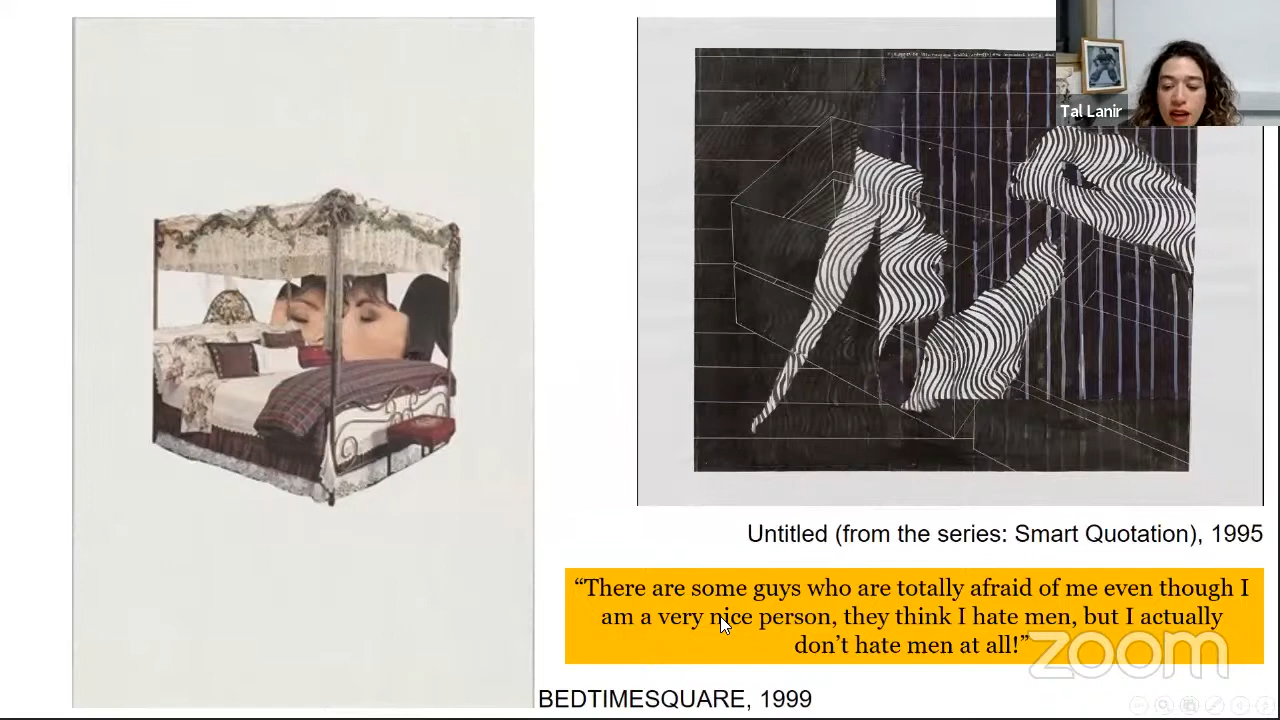 Tal Lanir
Untitled (from the series: Smart Quotation), 1995
“There are some guys who are totally afraid of me even though I
am a very nice person, they think I hate men, but I actually
don’t hate men at all!”
zoom
BEDTIMESQUARE, 1999